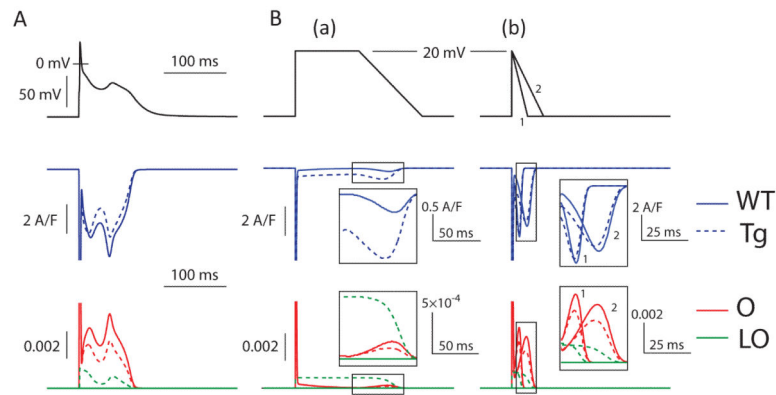 A
B
(a)
(b)
0 mV
100 ms
50 mV
20 mV
1
2
2 A/F
100 ms
2 A/F
0.5 A/F
50 ms
1
2
2 A/F
25 ms
WT
Tg
0.002
0.002
5×10⁻⁴
50 ms
1
2
0.002
25 ms
O
LO